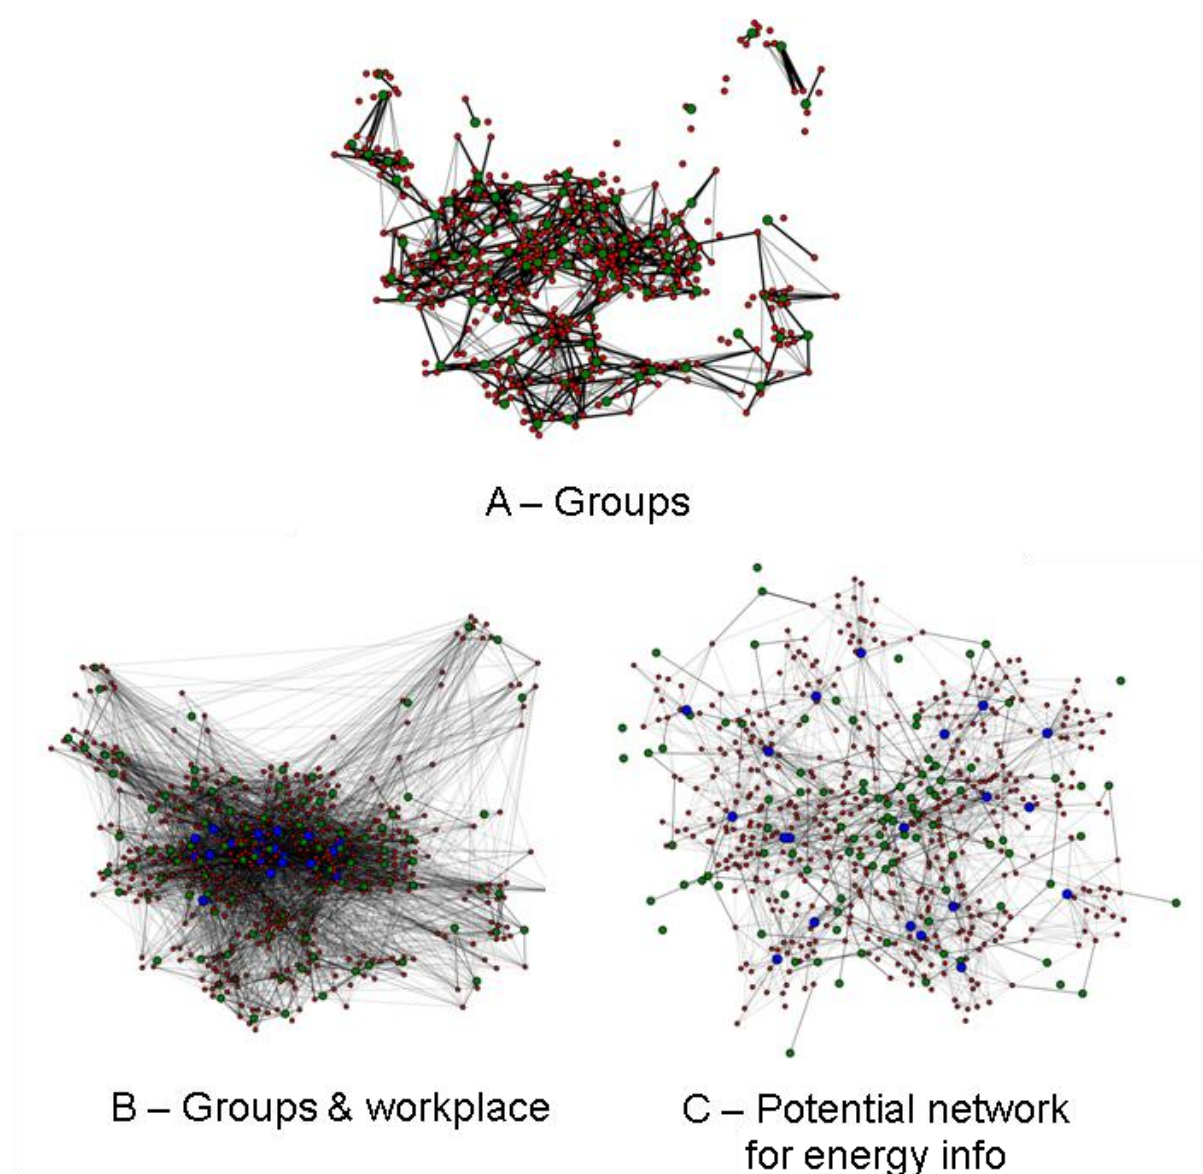 A – Groups
B – Groups & workplace
C – Potential network
for energy info